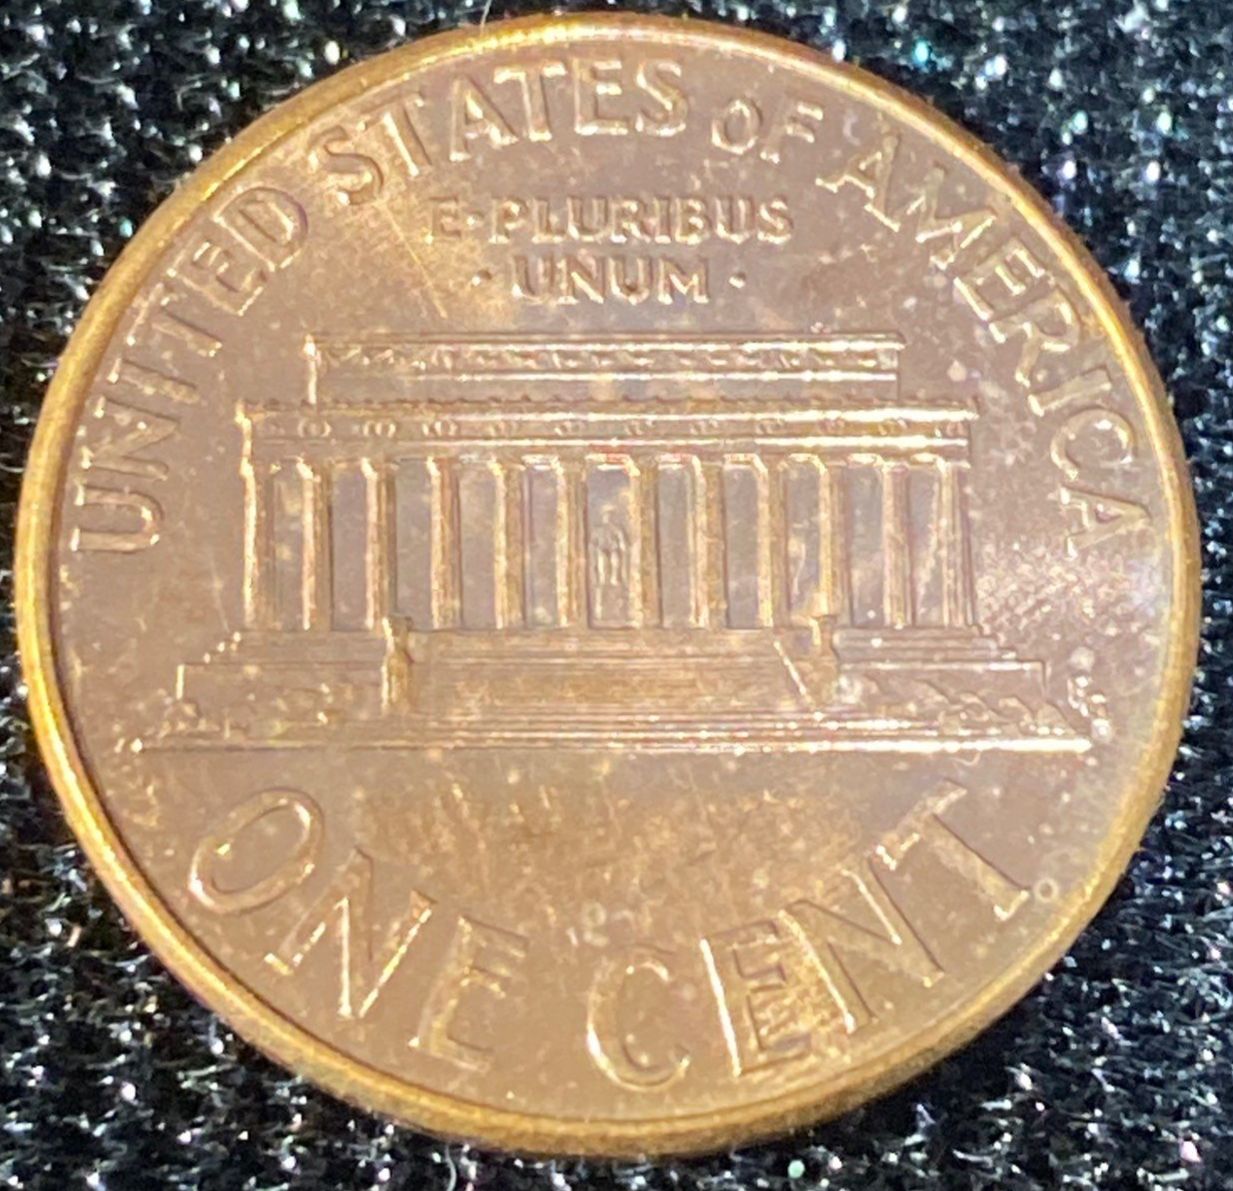 UNITED STATES OF AMERICA
E·PLURIBUS
·UNUM·
ONE CENT